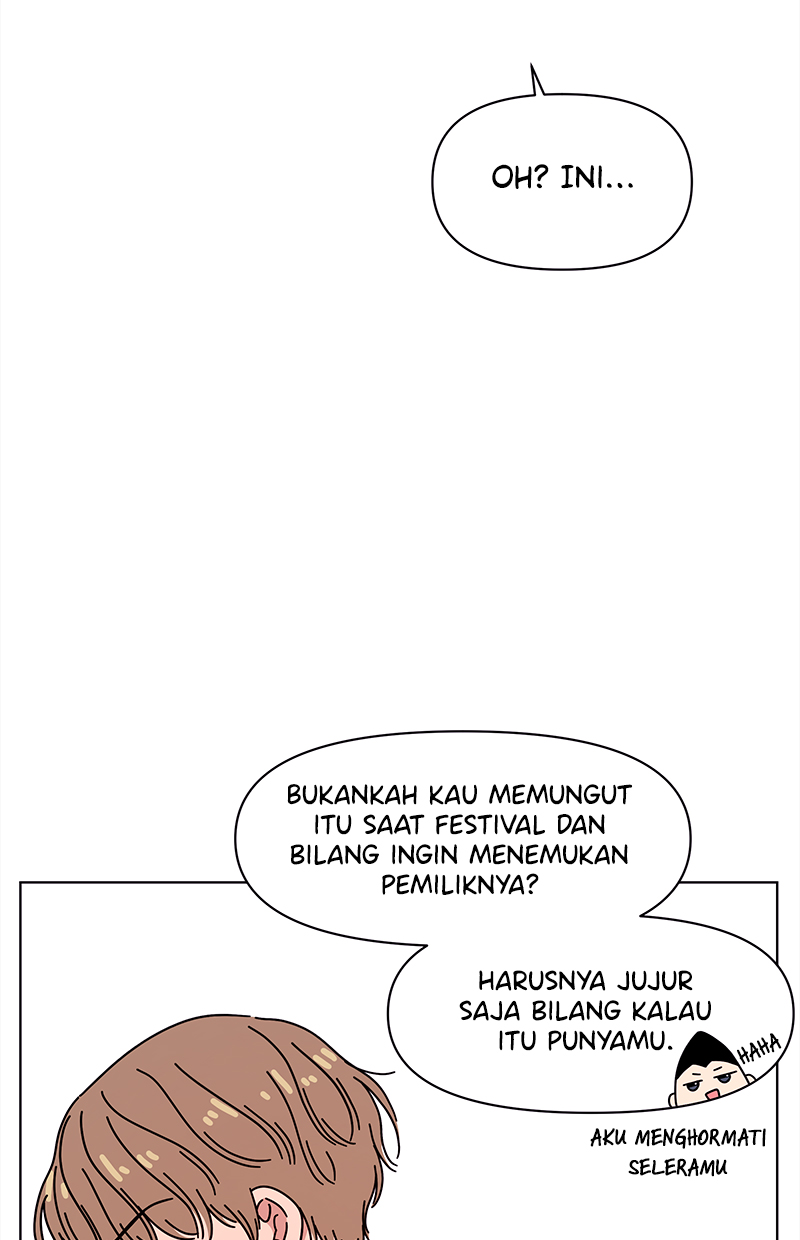 OH? INI...
BUKANKAH KAU MEMUNGUT
ITU SAAT FESTIVAL DAN
BILANG INGIN MENEMUKAN
PEMILIKNYA?
HARUSNYA JUJUR
SAJA BILANG KALAU
ITU PUNYAMU.
HAHA
AKU MENGHORMATI
SELERAMU